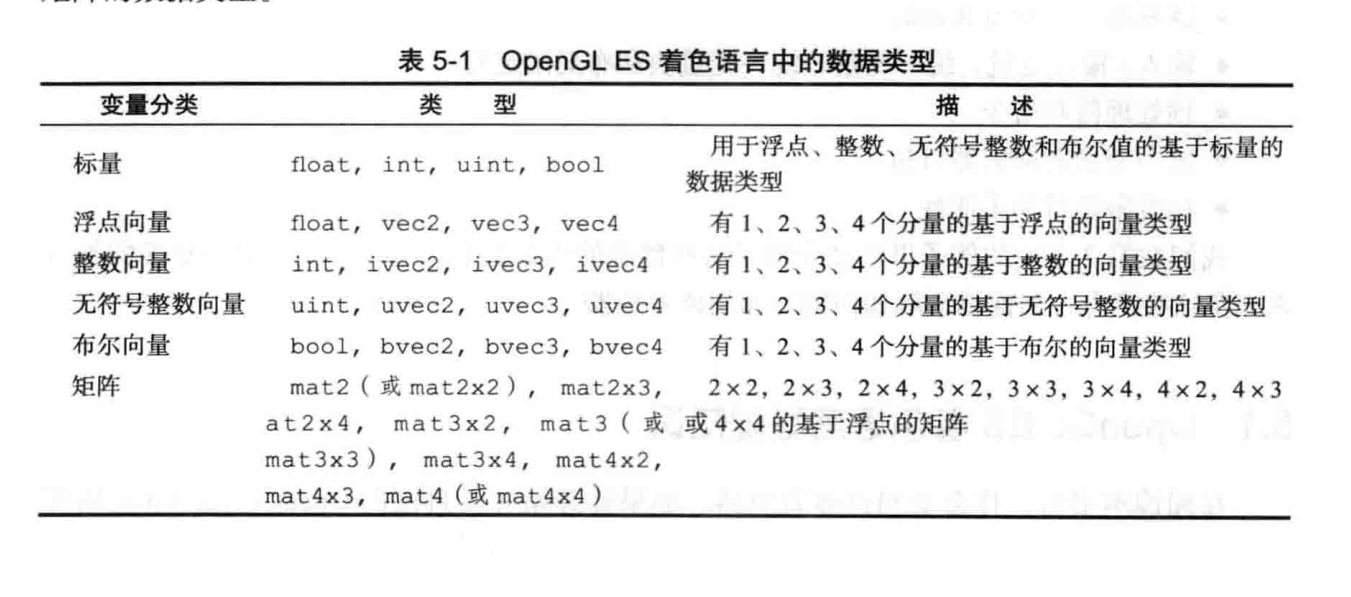 表 5-1 OpenGL ES 着色语言中的数据类型
变量分类 类 型 描 述
标量 float, int, uint, bool 用于浮点、整数、无符号整数和布尔值的基于标量的
数据类型
浮点向量 float, vec2, vec3, vec4 有 1、2、3、4 个分量的基于浮点的向量类型
整数向量 int, ivec2, ivec3, ivec4 有 1、2、3、4 个分量的基于整数的向量类型
无符号整数向量 uint, uvec2, uvec3, uvec4 有 1、2、3、4 个分量的基于无符号整数的向量类型
布尔向量 bool, bvec2, bvec3, bvec4 有 1、2、3、4 个分量的基于布尔的向量类型
矩阵 mat2(或 mat2x2), mat2x3, 2×2, 2×3, 2×4, 3×2, 3×3, 3×4, 4×2, 4×3
at2x4, mat3x2, mat3(或 或 4×4 的基于浮点的矩阵
mat3x3), mat3x4, mat4x2,
mat4x3, mat4(或 mat4x4)